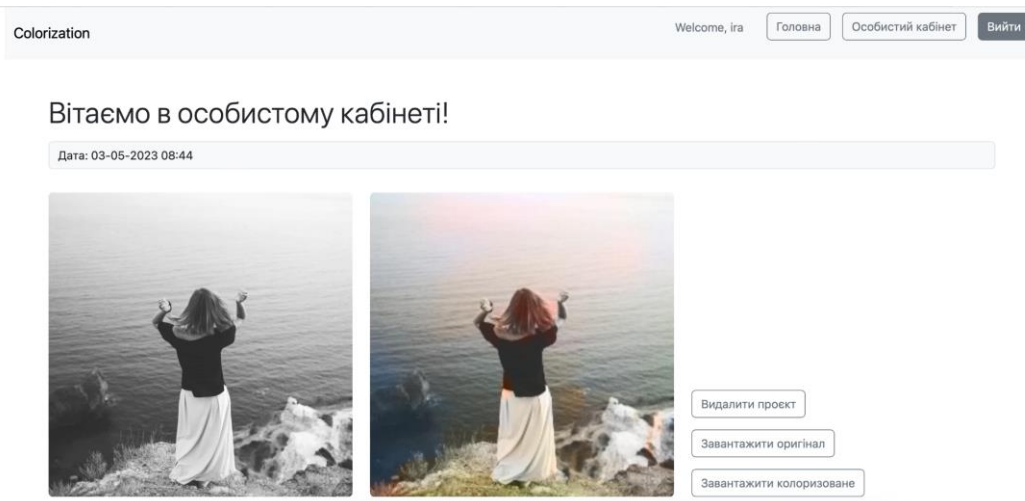 Colorization
Welcome, ira
Головна
Особистий кабінет
Вийти
Вітаємо в особистому кабінеті!
Дата: 03-05-2023 08:44
Видалити проєкт
Завантажити оригінал
Завантажити колоризоване